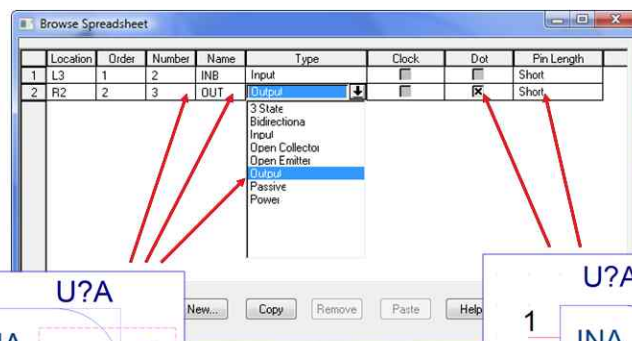 Browse Spreadsheet
Location Order Number Name Type Clock Dot Pin Length
1 L3 1 2 INB Input Short
2 R2 2 3 OUT Output Short
3 State
Bidirectiona
Input
Open Collector
Open Emitter
Output
Passive
Power
U?A
New... Copy Remove Paste Help
U?A
1
INA